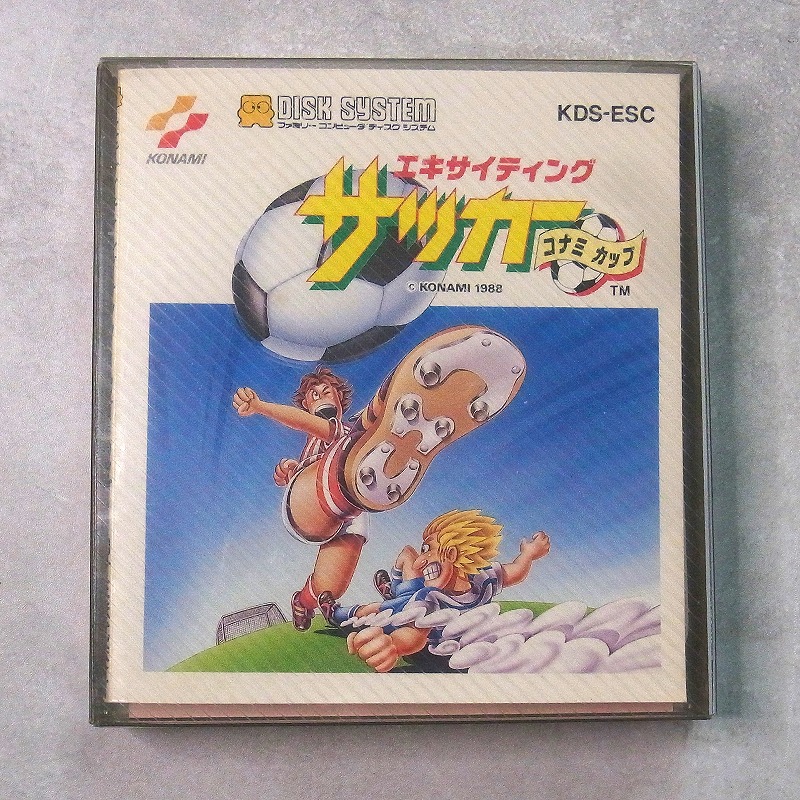 KONAMI
DISK SYSTEM
ファミリー コンピュータ ディスク システム
KDS-ESC
エキサイティング
サッカー
コナミ カップ
TM
© KONAMI 1988